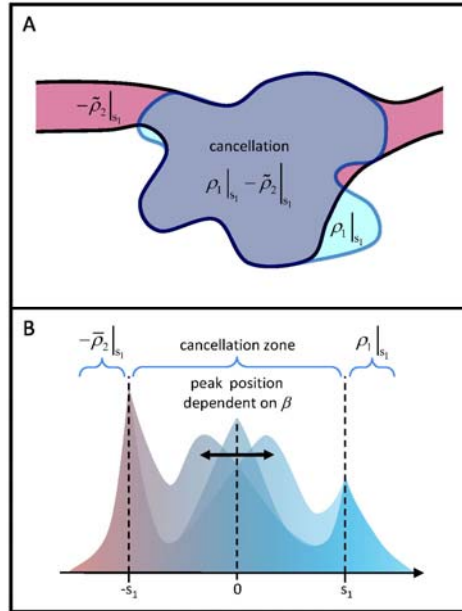 A
−ρ̃₂|s₁
cancellation
ρ₁|s₁ − ρ̃₂|s₁
ρ₁|s₁
B
−ρ̄₂|s₁ cancellation zone ρ₁|s₁
peak position
dependent on β
-s₁ 0 s₁